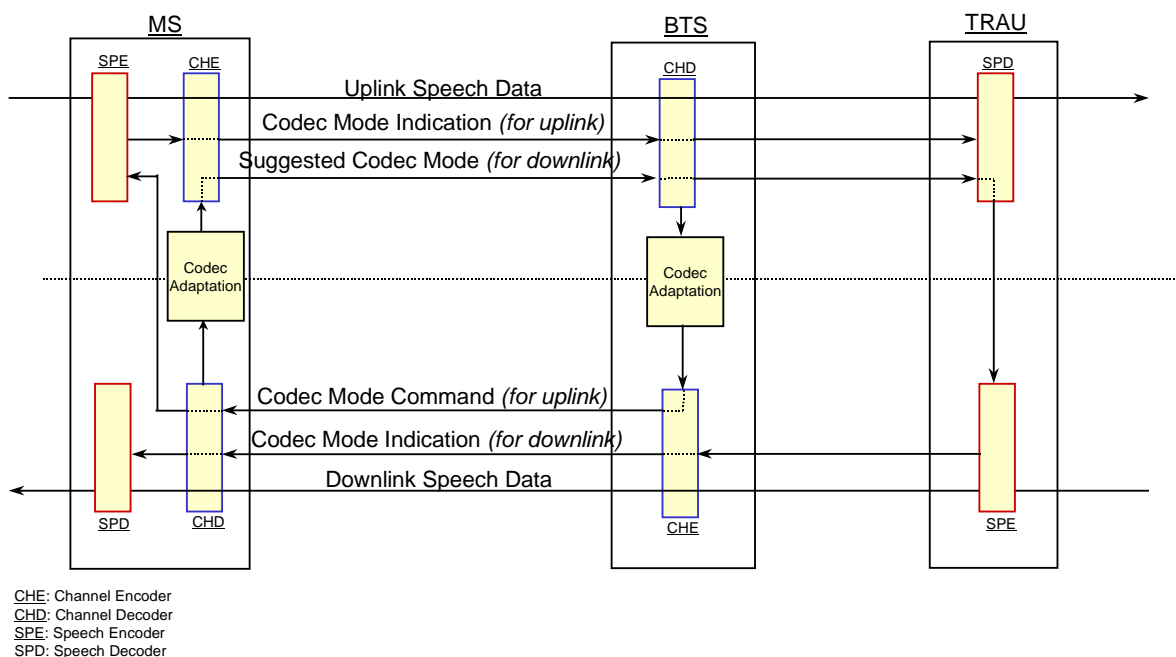 MS
BTS
TRAU
SPE
CHE
CHD
SPD
Uplink Speech Data
Codec Mode Indication (for uplink)
Suggested Codec Mode (for downlink)
Codec
Adaptation
Codec
Adaptation
Codec Mode Command (for uplink)
Codec Mode Indication (for downlink)
Downlink Speech Data
SPD
CHD
CHE
SPE
CHE: Channel Encoder
CHD: Channel Decoder
SPE: Speech Encoder
SPD: Speech Decoder